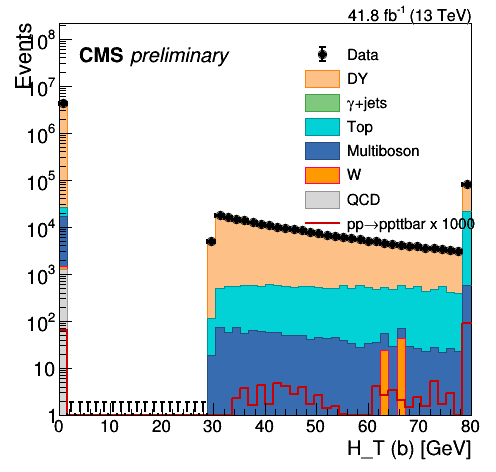 41.8 fb⁻¹ (13 TeV)
Events
CMS preliminary
Data
DY
γ+jets
Top
Multiboson
W
QCD
pp→ppttbar x 1000
10⁸
10⁷
10⁶
10⁵
10⁴
10³
10²
10
1
0 10 20 30 40 50 60 70 80
H_T (b) [GeV]